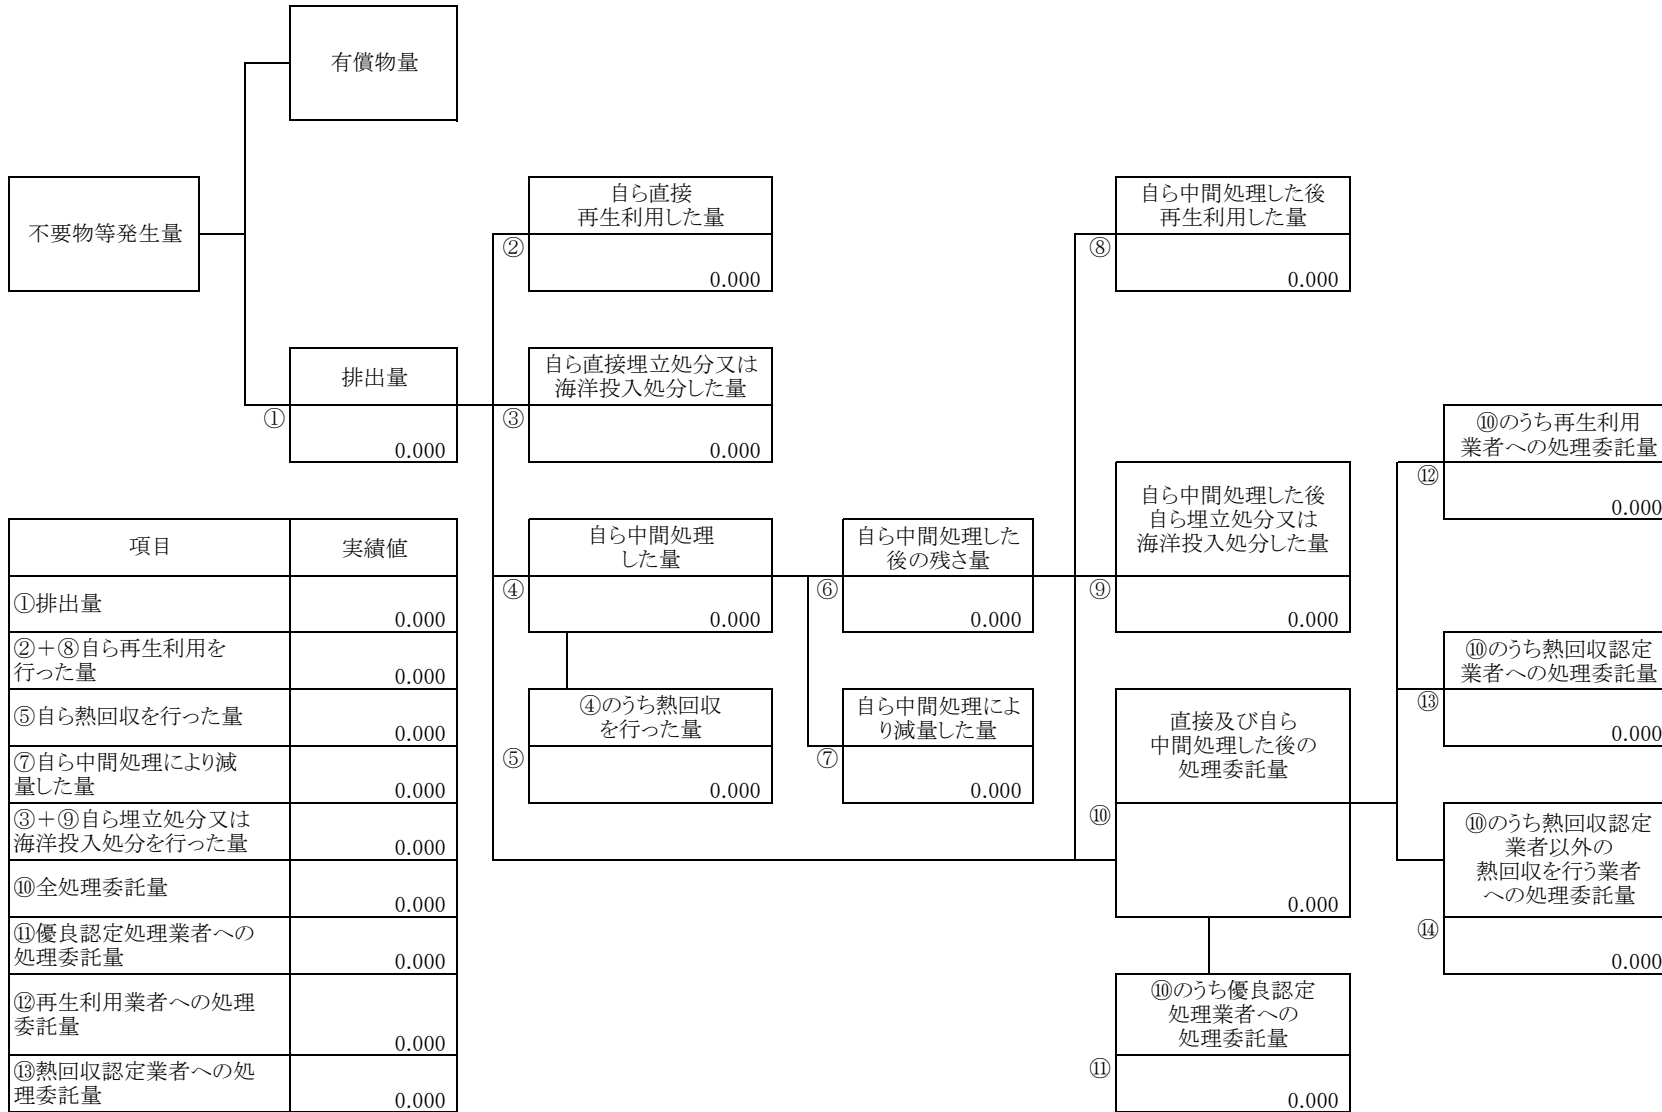 有償物量
不要物等発生量
自ら直接
再生利用した量
②
0.000
自ら中間処理した後
再生利用した量
⑧
0.000
排出量
①
0.000
自ら直接埋立処分又は
海洋投入処分した量
③
0.000
⑩のうち再生利用
業者への処理委託量
⑫
0.000
自ら中間処理
した量
④
0.000
自ら中間処理した
後の残さ量
⑥
0.000
自ら中間処理した後
自ら埋立処分又は
海洋投入処分した量
⑨
0.000
⑩のうち熱回収認定
業者への処理委託量
⑬
0.000
④のうち熱回収
を行った量
⑤
0.000
自ら中間処理によ
り減量した量
⑦
0.000
直接及び自ら
中間処理した後の
処理委託量
⑩
0.000
⑩のうち熱回収認定
業者以外の
熱回収を行う業者
への処理委託量
⑭
0.000
⑩のうち優良認定
処理業者への
処理委託量
⑪
0.000
項目 実績値
①排出量
0.000
②+⑧自ら再生利用を
行った量
0.000
⑤自ら熱回収を行った量
0.000
⑦自ら中間処理により減
量した量
0.000
③+⑨自ら埋立処分又は
海洋投入処分を行った量
0.000
⑩全処理委託量
0.000
⑪優良認定処理業者への
処理委託量
0.000
⑫再生利用業者への処理
委託量
0.000
⑬熱回収認定業者への処
理委託量
0.000